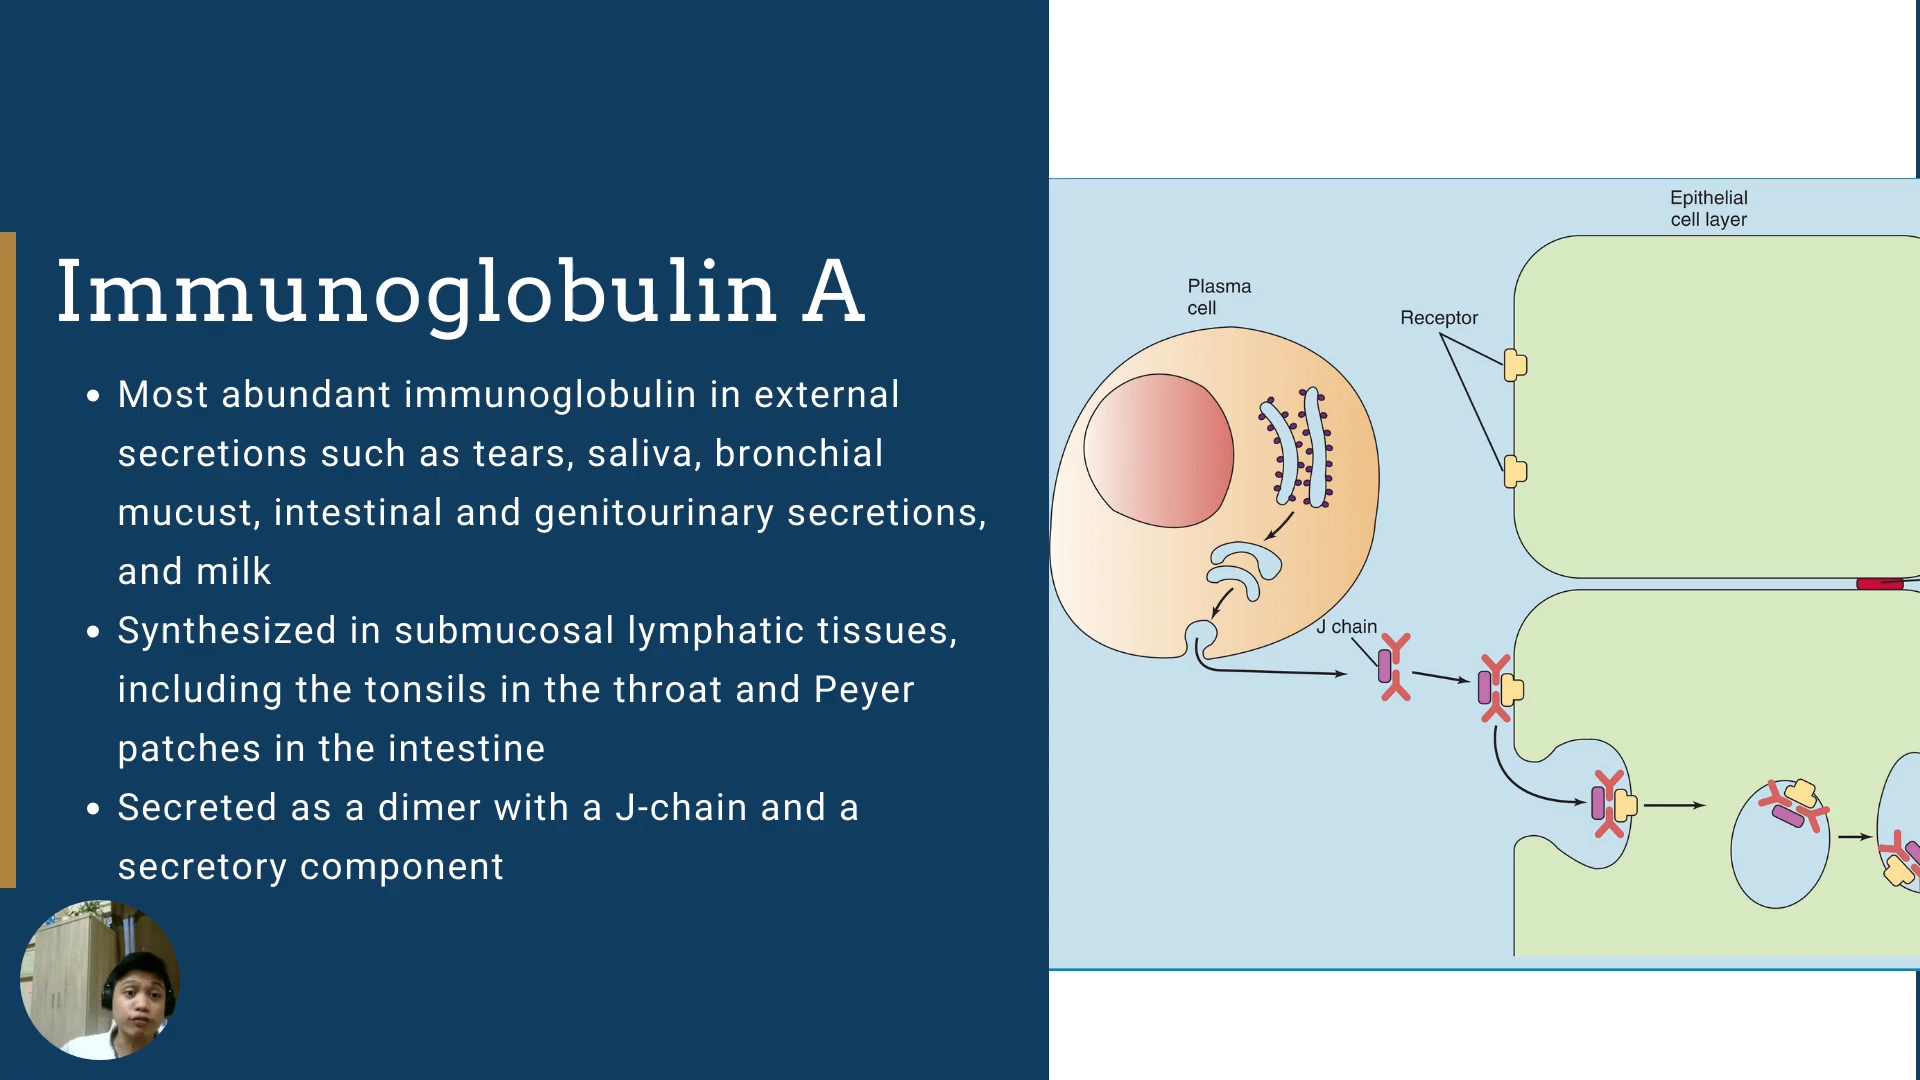 Immunoglobulin A
Most abundant immunoglobulin in external
secretions such as tears, saliva, bronchial
mucust, intestinal and genitourinary secretions,
and milk
Synthesized in submucosal lymphatic tissues,
including the tonsils in the throat and Peyer
patches in the intestine
Secreted as a dimer with a J-chain and a
secretory component
Epithelial
cell layer
Plasma
cell
Receptor
J chain